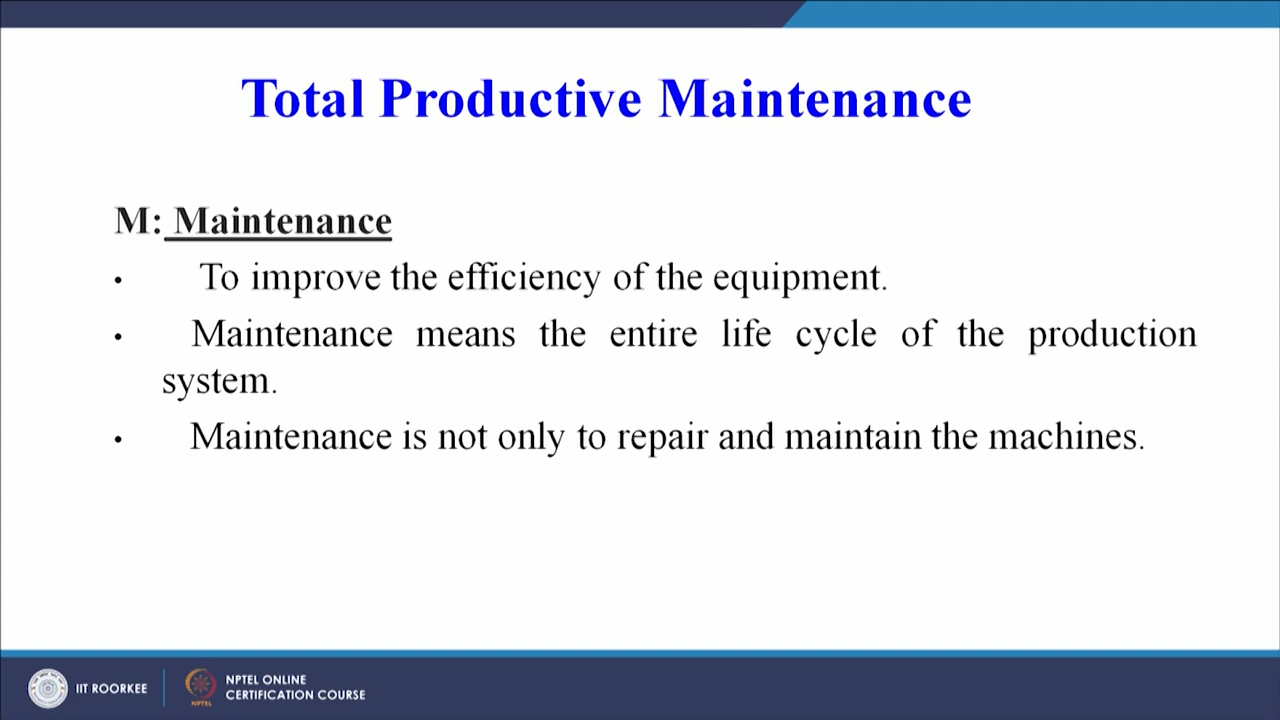 Total Productive Maintenance
M: Maintenance
• To improve the efficiency of the equipment.
• Maintenance means the entire life cycle of the production
system.
• Maintenance is not only to repair and maintain the machines.
IIT ROORKEE
NPTEL
NPTEL ONLINE
CERTIFICATION COURSE